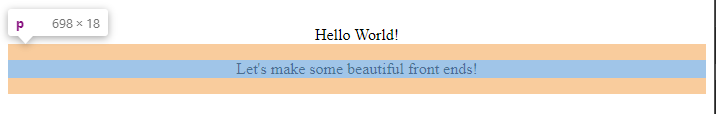 p 698 × 18
Hello World!
Let's make some beautiful front ends!